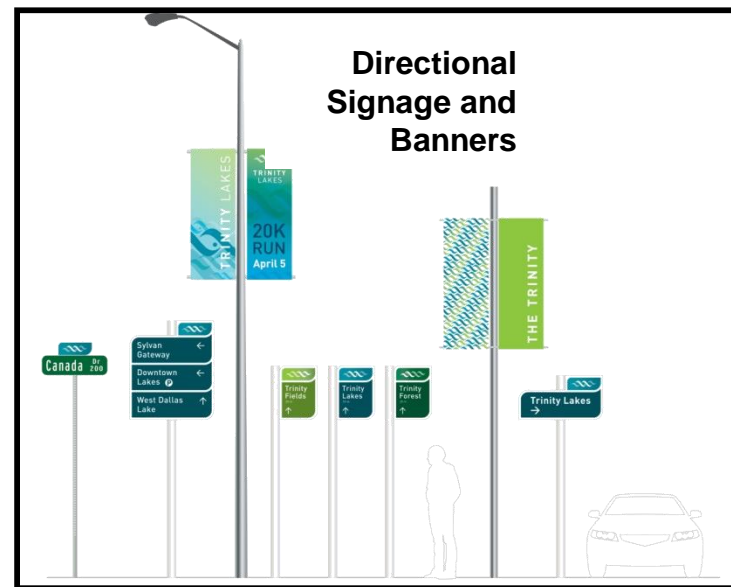 Directional
Signage and
Banners
TRINITY LAKES
TRINITY
LAKES
20K
RUN
April 5
THE TRINITY
Canada Dr
200
Sylvan
Gateway
Downtown
Lakes P
West Dallas
Lake
Trinity
Fields
Trinity
Lakes
Trinity
Forest
Trinity Lakes